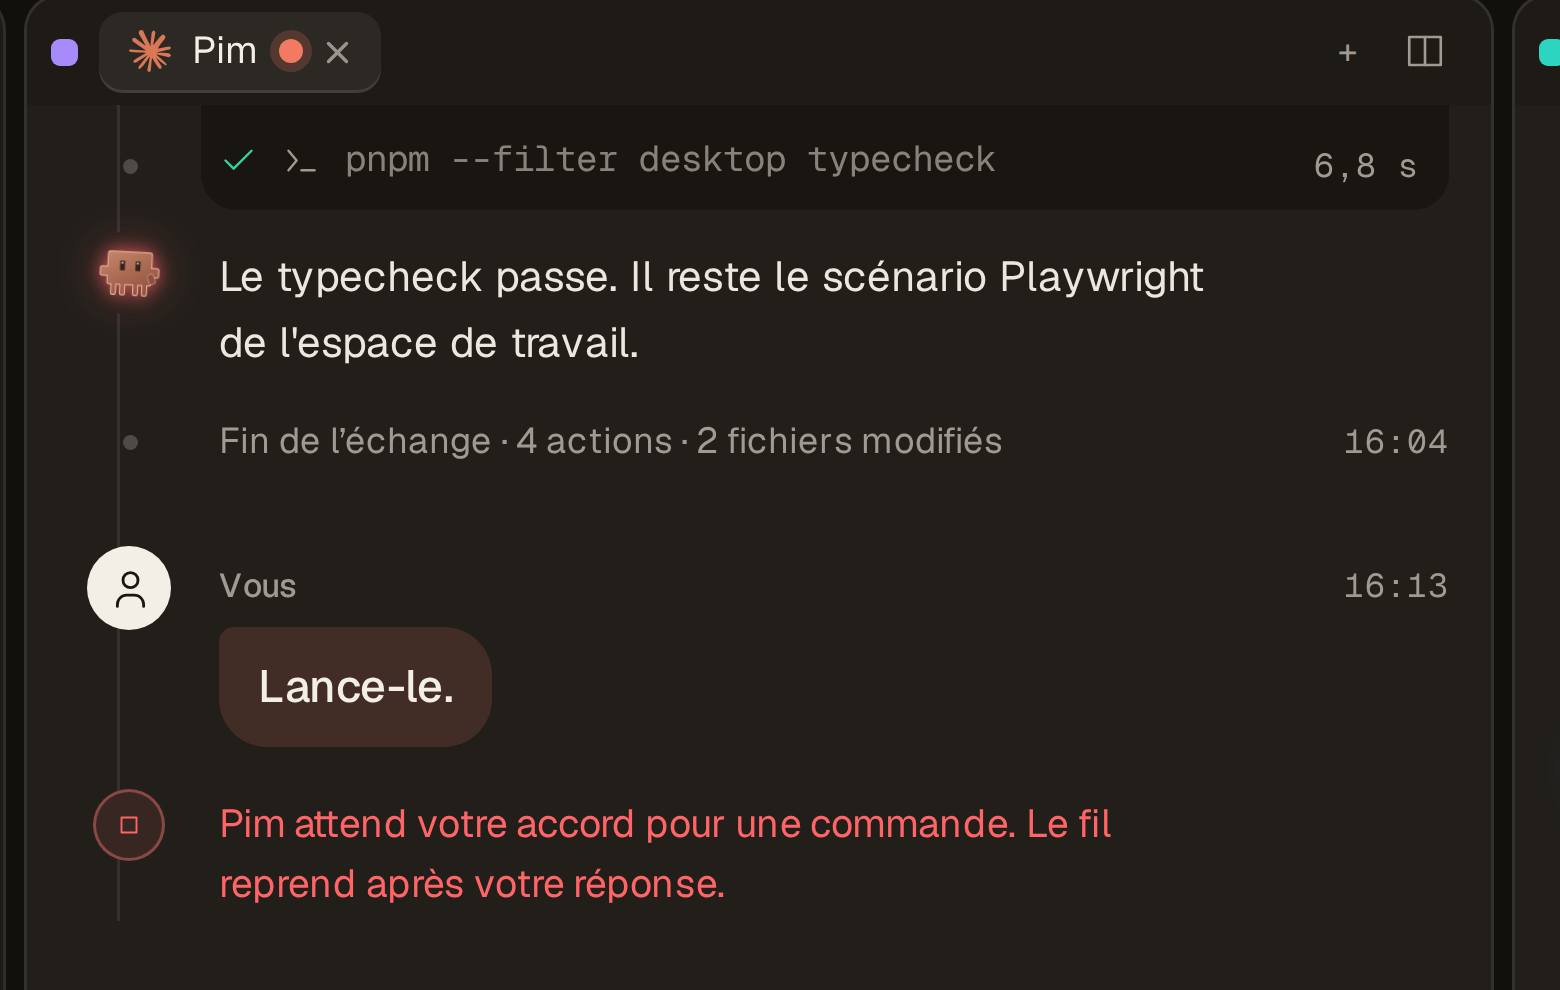 Pim
+
pnpm --filter desktop typecheck
6,8 s
Le typecheck passe. Il reste le scénario Playwright
de l'espace de travail.
Fin de l’échange · 4 actions · 2 fichiers modifiés
16:04
Vous
16:13
Lance-le.
Pim attend votre accord pour une commande. Le fil
reprend après votre réponse.